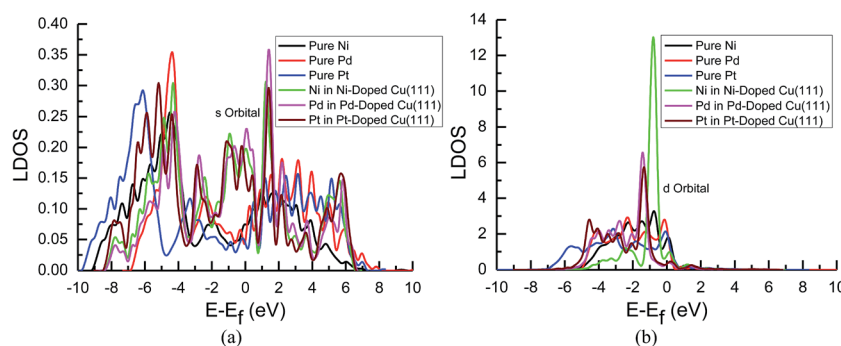 0.40
0.35
0.30
0.25
0.20
0.15
0.10
0.05
0.00
LDOS
Pure Ni
Pure Pd
Pure Pt
Ni in Ni-Doped Cu(111)
Pd in Pd-Doped Cu(111)
Pt in Pt-Doped Cu(111)
s Orbital
-10 -8 -6 -4 -2 0 2 4 6 8 10
E-Ef (eV)
(a)
14
12
10
8
6
4
2
0
LDOS
Pure Ni
Pure Pd
Pure Pt
Ni in Ni-Doped Cu(111)
Pd in Pd-Doped Cu(111)
Pt in Pt-Doped Cu(111)
d Orbital
-10 -8 -6 -4 -2 0 2 4 6 8 10
E-Ef (eV)
(b)